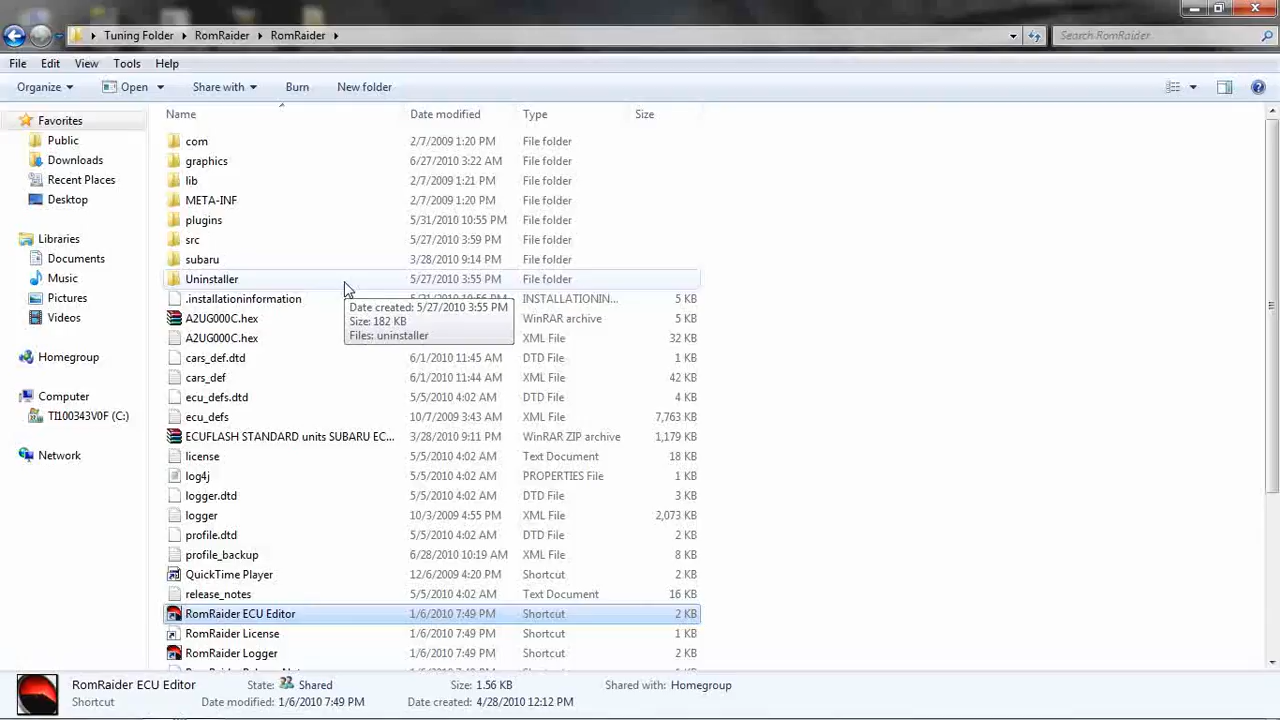 Tuning Folder RomRaider RomRaider Search RomRaider
File Edit View Tools Help
Organize Open Share with Burn New folder
Favorites
Public
Downloads
Recent Places
Desktop
Libraries
Documents
Music
Pictures
Videos
Homegroup
Computer
TI100343V0F (C:)
Network
Name Date modified Type Size
com 2/7/2009 1:20 PM File folder
graphics 6/27/2010 3:22 AM File folder
lib 2/7/2009 1:21 PM File folder
META-INF 2/7/2009 1:20 PM File folder
plugins 5/31/2010 10:55 PM File folder
src 5/27/2010 3:59 PM File folder
subaru 3/28/2010 9:14 PM File folder
Uninstaller 5/27/2010 3:55 PM File folder
.installationinformation 5/31/2010 10:56 PM INSTALLATIONIN... 5 KB
A2UG000C.hex WinRAR archive 5 KB
A2UG000C.hex XML File 32 KB
Date created: 5/27/2010 3:55 PM
Size: 182 KB
Files: uninstaller
cars_def.dtd 6/1/2010 11:45 AM DTD File 1 KB
cars_def 6/1/2010 11:44 AM XML File 42 KB
ecu_defs.dtd 5/5/2010 4:02 AM DTD File 4 KB
ecu_defs 10/7/2009 3:43 AM XML File 7,763 KB
ECUFLASH STANDARD units SUBARU EC... 3/28/2010 9:11 PM WinRAR ZIP archive 1,179 KB
license 5/5/2010 4:02 AM Text Document 18 KB
log4j 5/5/2010 4:02 AM PROPERTIES File 1 KB
logger.dtd 5/5/2010 4:02 AM DTD File 3 KB
logger 10/3/2009 4:55 PM XML File 2,073 KB
profile.dtd 5/5/2010 4:02 AM DTD File 2 KB
profile_backup 6/28/2010 10:19 AM XML File 8 KB
QuickTime Player 12/6/2009 4:20 PM Shortcut 2 KB
release_notes 5/5/2010 4:02 AM Text Document 16 KB
RomRaider ECU Editor 1/6/2010 7:49 PM Shortcut 2 KB
RomRaider License 1/6/2010 7:49 PM Shortcut 1 KB
RomRaider Logger 1/6/2010 7:49 PM Shortcut 2 KB
RomRaider ECU Editor State: Shared Size: 1.56 KB Shared with: Homegroup
Shortcut Date modified: 1/6/2010 7:49 PM Date created: 4/28/2010 12:12 PM